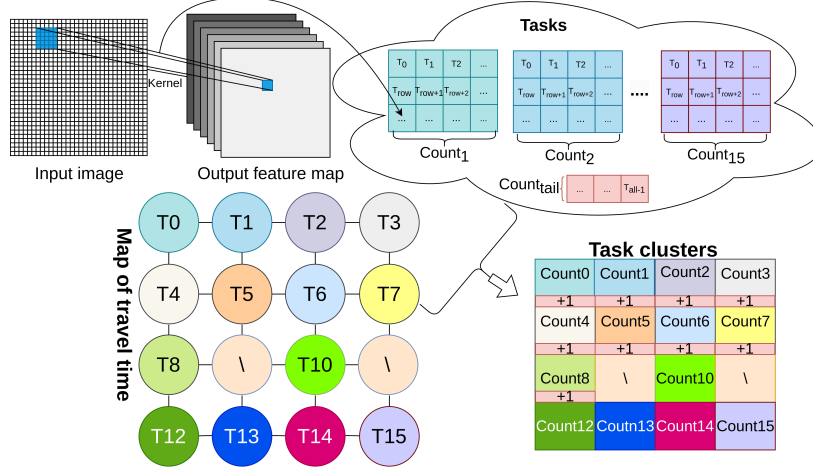 Tasks
Kernel
T0 T1 T2 ...
Trow Trow+1 Trow+2 ...
... ... ... ...
Count1
T0 T1 T2 ...
Trow Trow+1 Trow+2 ...
... ... ... ...
Count2
....
T0 T1 T2 ...
Trow Trow+1 Trow+2 ...
... ... ... ...
Count15
Counttail ... ... Tall-1
Input image
Output feature map
Map of travel time
T0 T1 T2 T3
T4 T5 T6 T7
T8 \ T10 \
T12 T13 T14 T15
Task clusters
Count0 Count1 Count2 Count3
+1 +1 +1 +1
Count4 Count5 Count6 Count7
+1 +1 +1 +1
Count8 \ Count10 \
+1
Count12 Coutn13 Count14 Count15